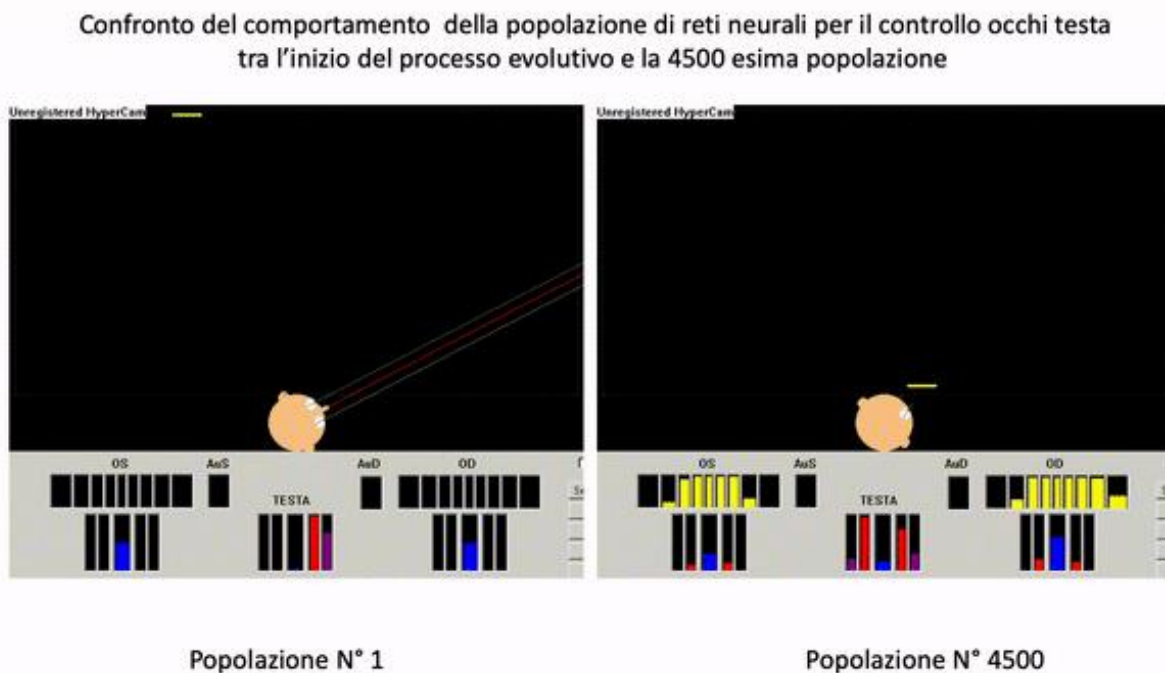 Confronto del comportamento della popolazione di reti neurali per il controllo occhi testa
tra l'inizio del processo evolutivo e la 4500 esima popolazione
Unregistered HyperCam
Unregistered HyperCam
OS AuS AuD OD
TESTA
OS AuS AuD OD
TESTA
Popolazione N° 1
Popolazione N° 4500